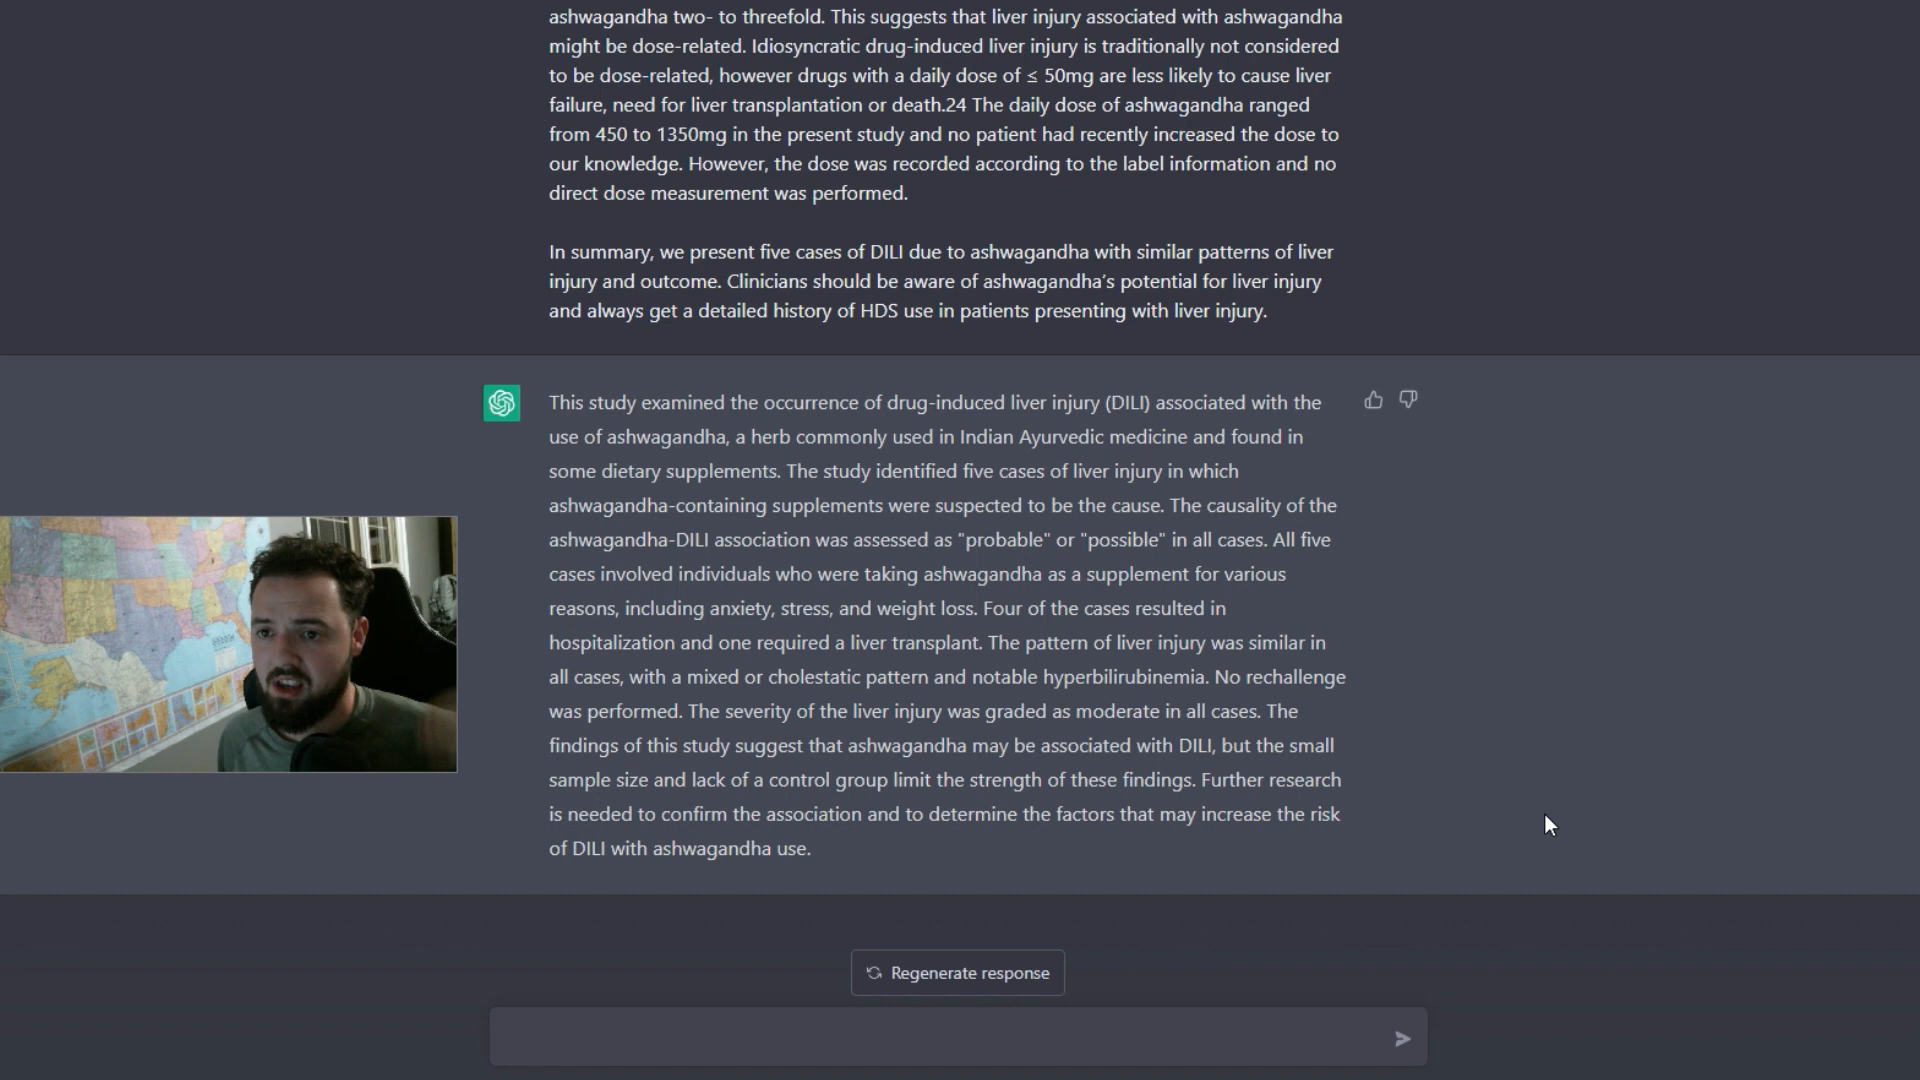 ashwagandha two- to threefold. This suggests that liver injury associated with ashwagandha
might be dose-related. Idiosyncratic drug-induced liver injury is traditionally not considered
to be dose-related, however drugs with a daily dose of ≤ 50mg are less likely to cause liver
failure, need for liver transplantation or death.24 The daily dose of ashwagandha ranged
from 450 to 1350mg in the present study and no patient had recently increased the dose to
our knowledge. However, the dose was recorded according to the label information and no
direct dose measurement was performed.
In summary, we present five cases of DILI due to ashwagandha with similar patterns of liver
injury and outcome. Clinicians should be aware of ashwagandha's potential for liver injury
and always get a detailed history of HDS use in patients presenting with liver injury.
This study examined the occurrence of drug-induced liver injury (DILI) associated with the
use of ashwagandha, a herb commonly used in Indian Ayurvedic medicine and found in
some dietary supplements. The study identified five cases of liver injury in which
ashwagandha-containing supplements were suspected to be the cause. The causality of the
ashwagandha-DILI association was assessed as "probable" or "possible" in all cases. All five
cases involved individuals who were taking ashwagandha as a supplement for various
reasons, including anxiety, stress, and weight loss. Four of the cases resulted in
hospitalization and one required a liver transplant. The pattern of liver injury was similar in
all cases, with a mixed or cholestatic pattern and notable hyperbilirubinemia. No rechallenge
was performed. The severity of the liver injury was graded as moderate in all cases. The
findings of this study suggest that ashwagandha may be associated with DILI, but the small
sample size and lack of a control group limit the strength of these findings. Further research
is needed to confirm the association and to determine the factors that may increase the risk
of DILI with ashwagandha use.
Regenerate response